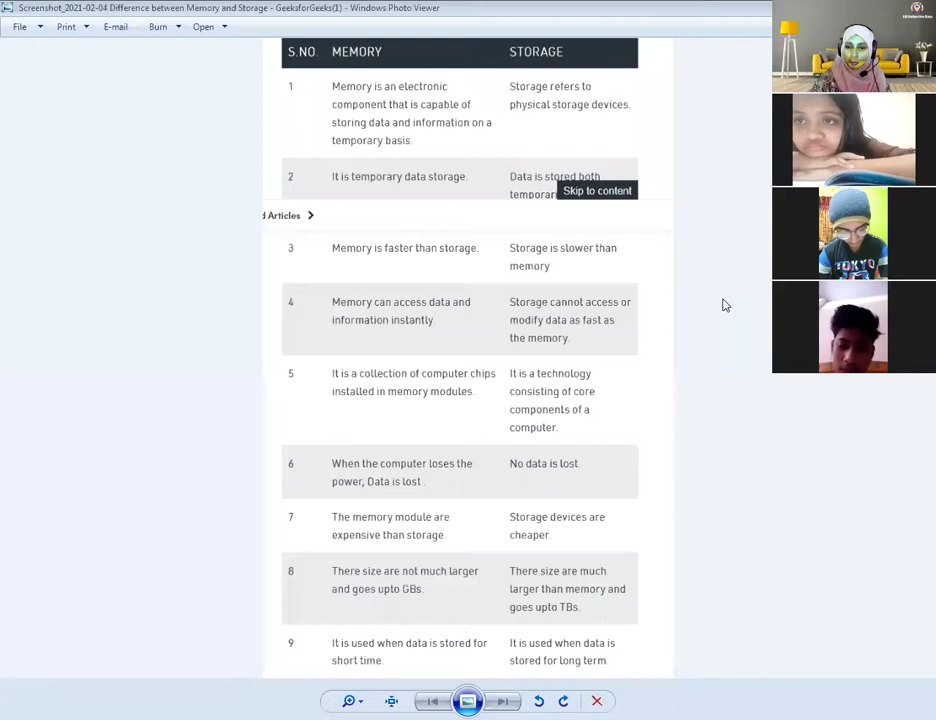 Screenshot_2021-02-04 Difference between Memory and Storage - GeeksforGeeks(1) - Windows Photo Viewer
File Print E-mail Burn Open
S.NO. MEMORY STORAGE
1 Memory is an electronic Storage refers to
component that is capable of physical storage devices.
storing data and information on a
temporary basis.
2 It is temporary data storage. Data is stored both
Skip to content
d Articles
3 Memory is faster than storage. Storage is slower than
memory
4 Memory can access data and Storage cannot access or
information instantly. modify data as fast as
the memory.
5 It is a collection of computer chips It is a technology
installed in memory modules. consisting of core
components of a
computer.
6 When the computer loses the No data is lost.
power, Data is lost .
7 The memory module are Storage devices are
expensive than storage. cheaper.
8 There size are not much larger There size are much
and goes upto GBs. larger than memory and
goes upto TBs.
9 It is used when data is stored for It is used when data is
short time. stored for long term.
TOKYO